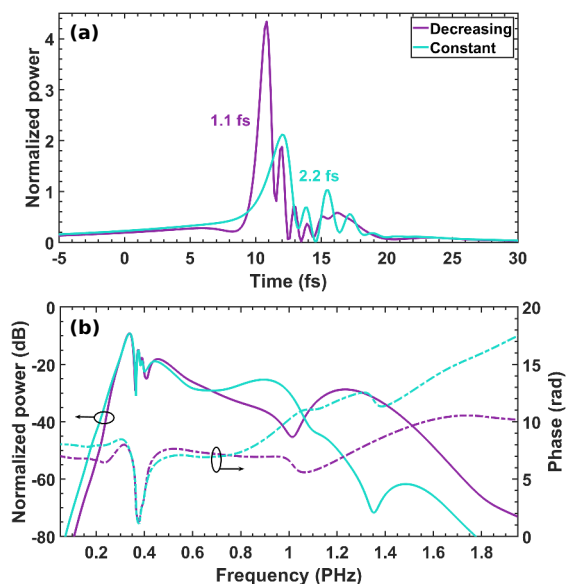 (a)
Decreasing
Constant
1.1 fs
2.2 fs
Normalized power
0
1
2
3
4
-5
0
5
10
15
20
25
30
Time (fs)
(b)
Normalized power (dB)
0
-20
-40
-60
-80
20
15
10
5
0
Phase (rad)
0.2
0.4
0.6
0.8
1
1.2
1.4
1.6
1.8
Frequency (PHz)